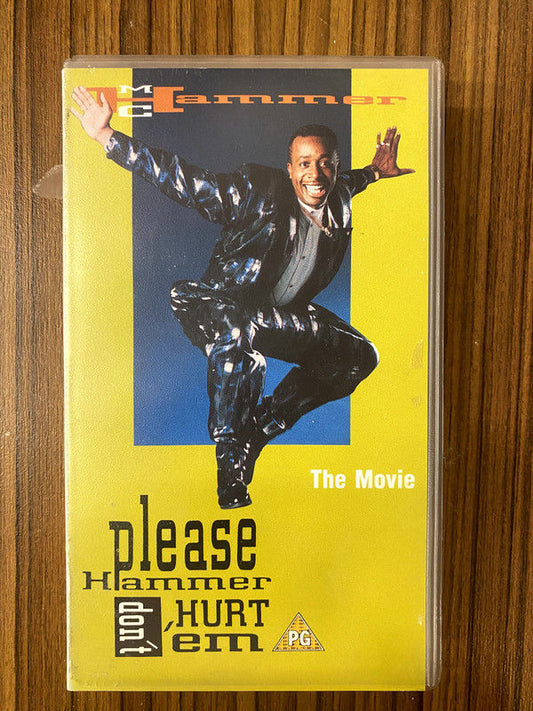 MC Hammer
The Movie
please
Hammer
don't ,HURT
'em
PG